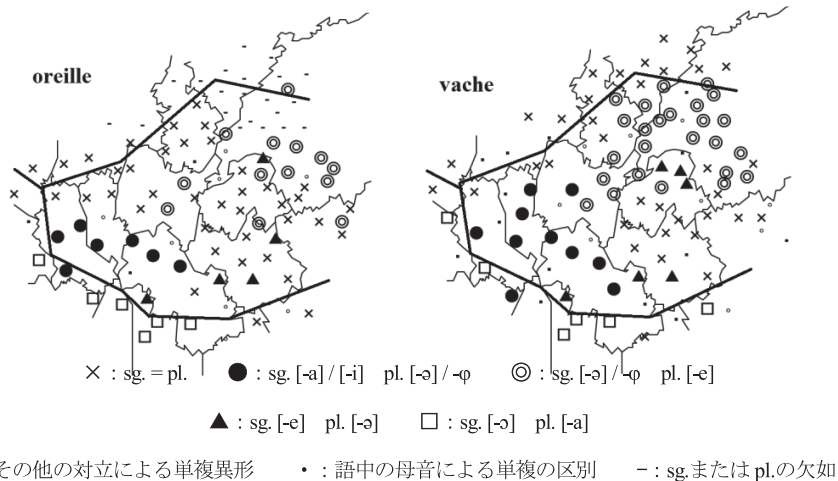 oreille
vache
× : sg. = pl. ● : sg. [-a] / [-i] pl. [-ə] / -φ ◎ : sg. [-ə] / -φ pl. [-e]
▲ : sg. [-e] pl. [-ə] □ : sg. [-ɔ] pl. [-a]
その他の対立による単複異形 ・ : 語中の母音による単複の区別 − : sg.または pl.の欠如